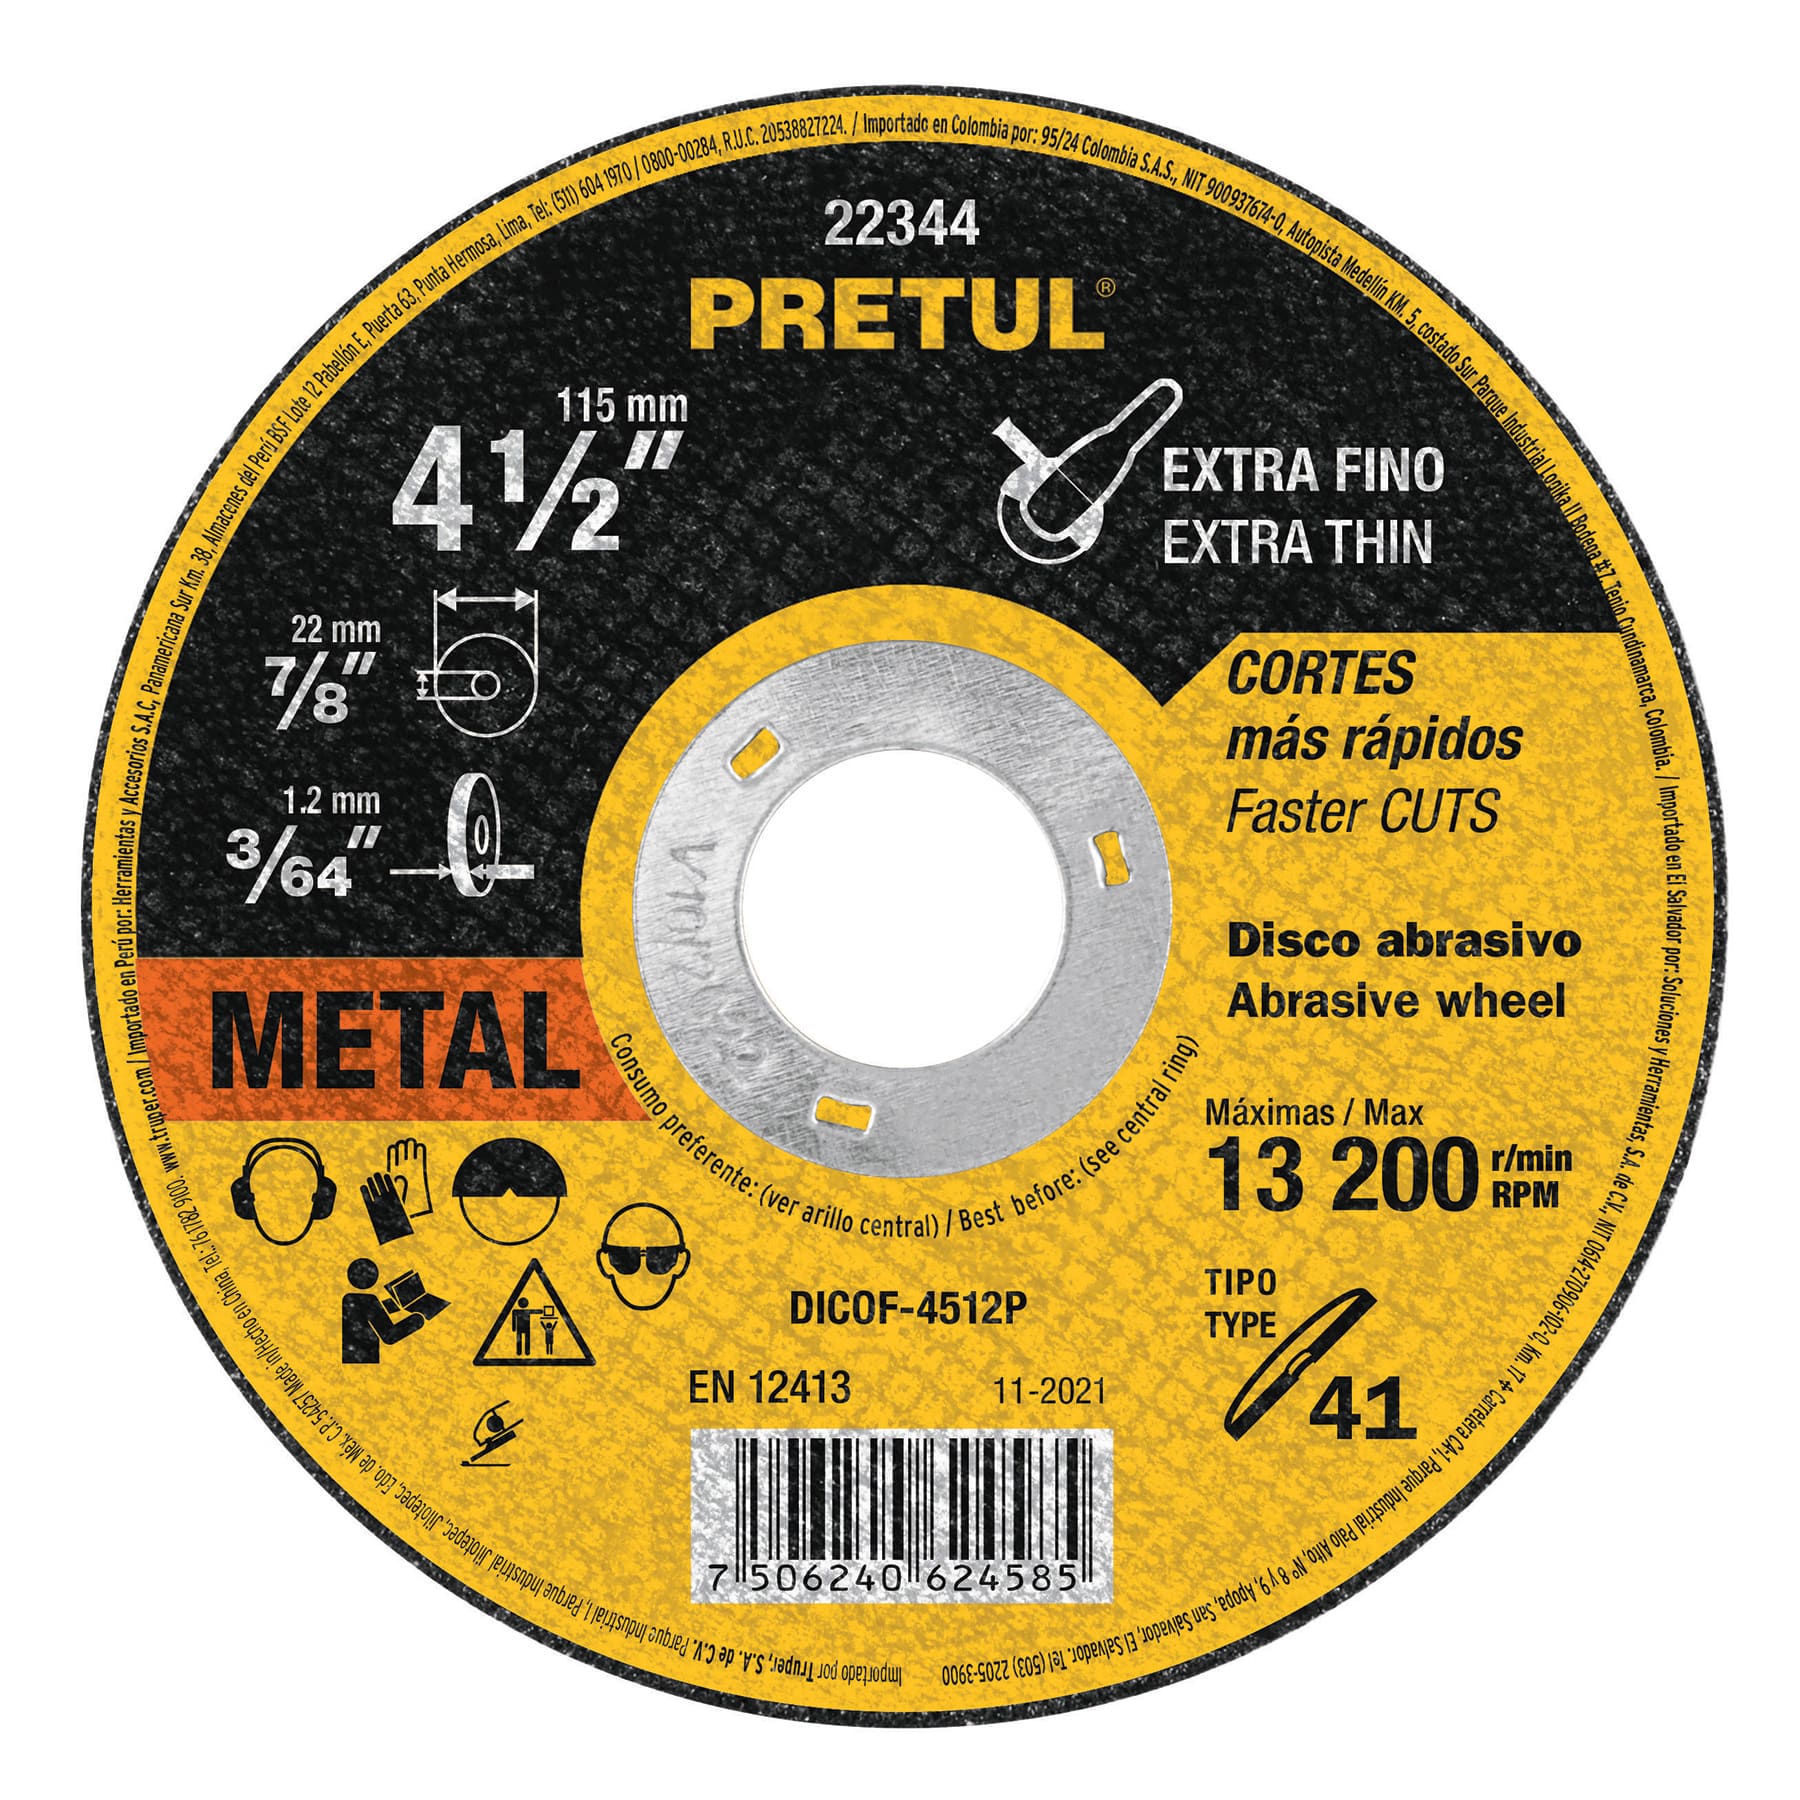 22344
PRETUL®
115 mm
4 1/2"
EXTRA FINO
EXTRA THIN
22 mm
7/8"
1.2 mm
3/64"
CORTES
más rápidos
Faster CUTS
Disco abrasivo
Abrasive wheel
METAL
Máximas / Max
13 200 r/min
RPM
TIPO
TYPE
41
Consumo preferente: (ver arillo central) / Best before: (see central ring)
DICOF-4512P
EN 12413
11-2021
7 506240 624585
Importado por Truper, S.A. de C.V. Parque Industrial 1, Parque Industrial Jilotepec, Jilotepec, Edo. de Méx. C.P. 54257 Made in/Hecho en China, Tel.: 761 782 9100. www.truper.com / Importado en Perú por: Herramientas y Accesorios S.A.C, Panamericana Sur Km. 38, Almacenes del Perú BSF Lote 12 Pabellón E, Puerta 63, Punta Hermosa, Lima, Tel: (511) 604 1970 / 0800-00284, R.U.C. 20538827224. / Importado en Colombia por: 95/24 Colombia S.A.S., NIT 900937674-0, Autopista Medellín KM. 5, costado Sur Parque Industrial Logika II Bodega #7, Tenjo Cundinamarca, Colombia. / Importado en El Salvador por: Soluciones y Herramientas, S.A. de C.V., NIT 0614-270906-102-0, Km. 17 Carretera CA-1, Parque Industrial Palo Alto, N° 8 y 9, Apopa, San Salvador, El Salvador. Tel (503) 2205-3900